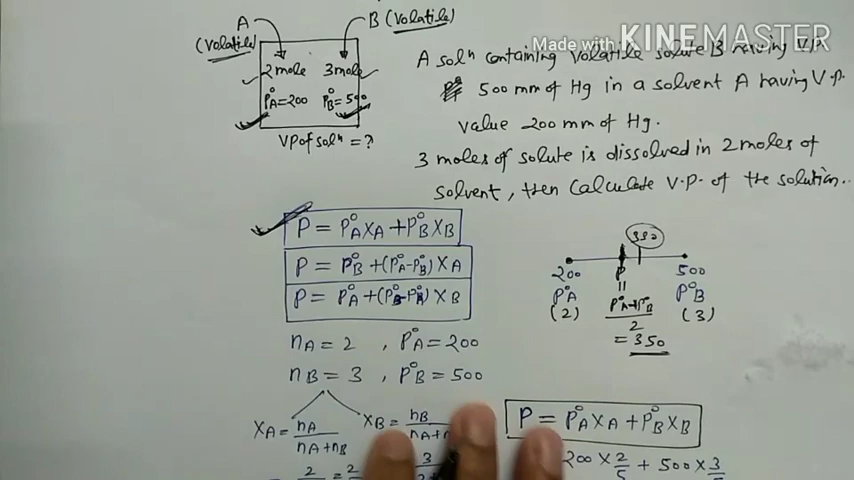 Made with KINEMASTER
A B (volatile)
(volatile)
2 mole 3 mole
P°A = 200 P°B = 500
VP of solⁿ = ?
A solⁿ containing volatile solute B having V.P.
500 mm of Hg in a solvent A having V.P.
value 200 mm of Hg.
3 moles of solute is dissolved in 2 moles of
solvent, then calculate V.P. of the solution..
P = P°A XA + P°B XB
P = P°B + (P°A - P°B) XA
P = P°A + (P°B - P°A) XB
350
200 P 500
P°A = P°B
(2) (P°A + P°B)/2 (3)
= 350
nA = 2 , P°A = 200
nB = 3 , P°B = 500
XA = nA/(nA + nB) XB = nB/
P = P°A XA + P°B XB
200 × 2/5 + 500 × 3/